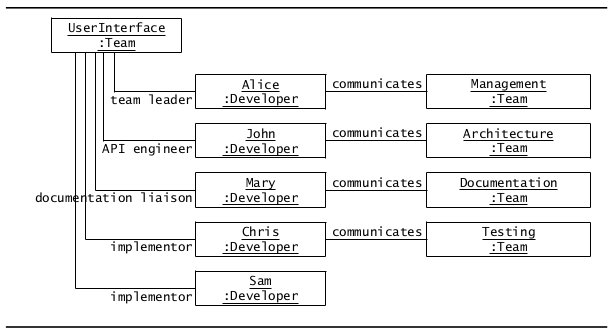 UserInterface
:Team
Alice
:Developer
communicates
Management
:Team
team leader
John
:Developer
communicates
Architecture
:Team
API engineer
Mary
:Developer
communicates
Documentation
:Team
documentation liaison
Chris
:Developer
communicates
Testing
:Team
implementor
Sam
:Developer
implementor